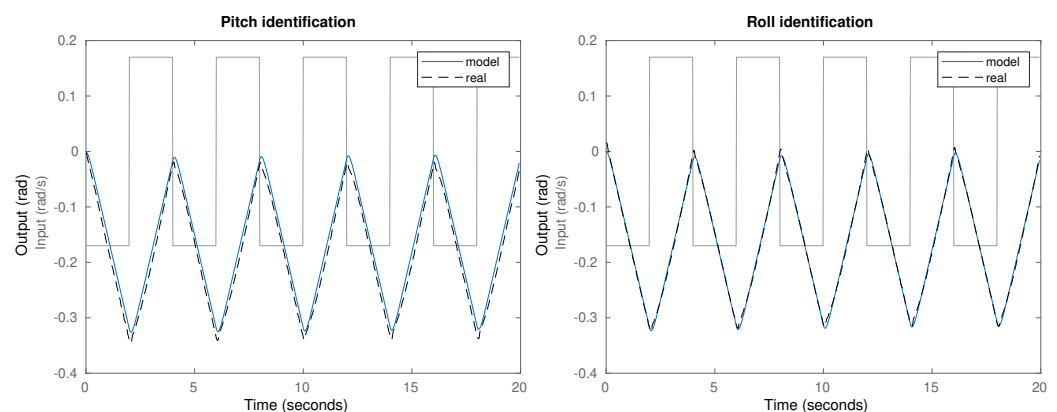 Pitch identification
0.2
0.1
0
-0.1
-0.2
-0.3
-0.4
Output (rad)
Input (rad/s)
model
real
0 5 10 15 20
Time (seconds)
Roll identification
0.2
0.1
0
-0.1
-0.2
-0.3
-0.4
Output (rad)
Input (rad/s)
model
real
0 5 10 15 20
Time (seconds)